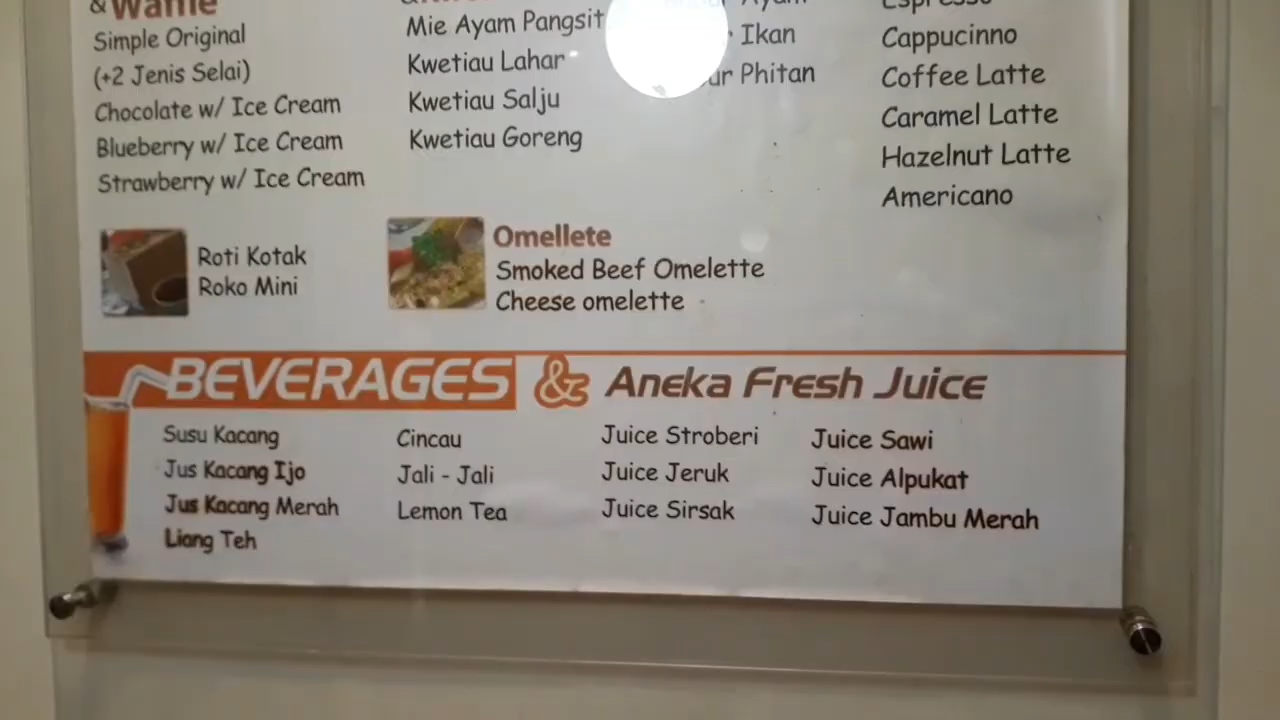 & Waffle
Simple Original
(+2 Jenis Selai)
Chocolate w/ Ice Cream
Blueberry w/ Ice Cream
Strawberry w/ Ice Cream
Roti Kotak
Roko Mini
Mie Ayam Pangsit
Kwetiau Lahar
Kwetiau Salju
Kwetiau Goreng
Omellete
Smoked Beef Omelette
Cheese omelette
Ayam
Ikan
Phitan
Espresso
Cappucinno
Coffee Latte
Caramel Latte
Hazelnut Latte
Americano
BEVERAGES & Aneka Fresh Juice
Susu Kacang
Jus Kacang Ijo
Jus Kacang Merah
Liang Teh
Cincau
Jali - Jali
Lemon Tea
Juice Stroberi
Juice Jeruk
Juice Sirsak
Juice Sawi
Juice Alpukat
Juice Jambu Merah